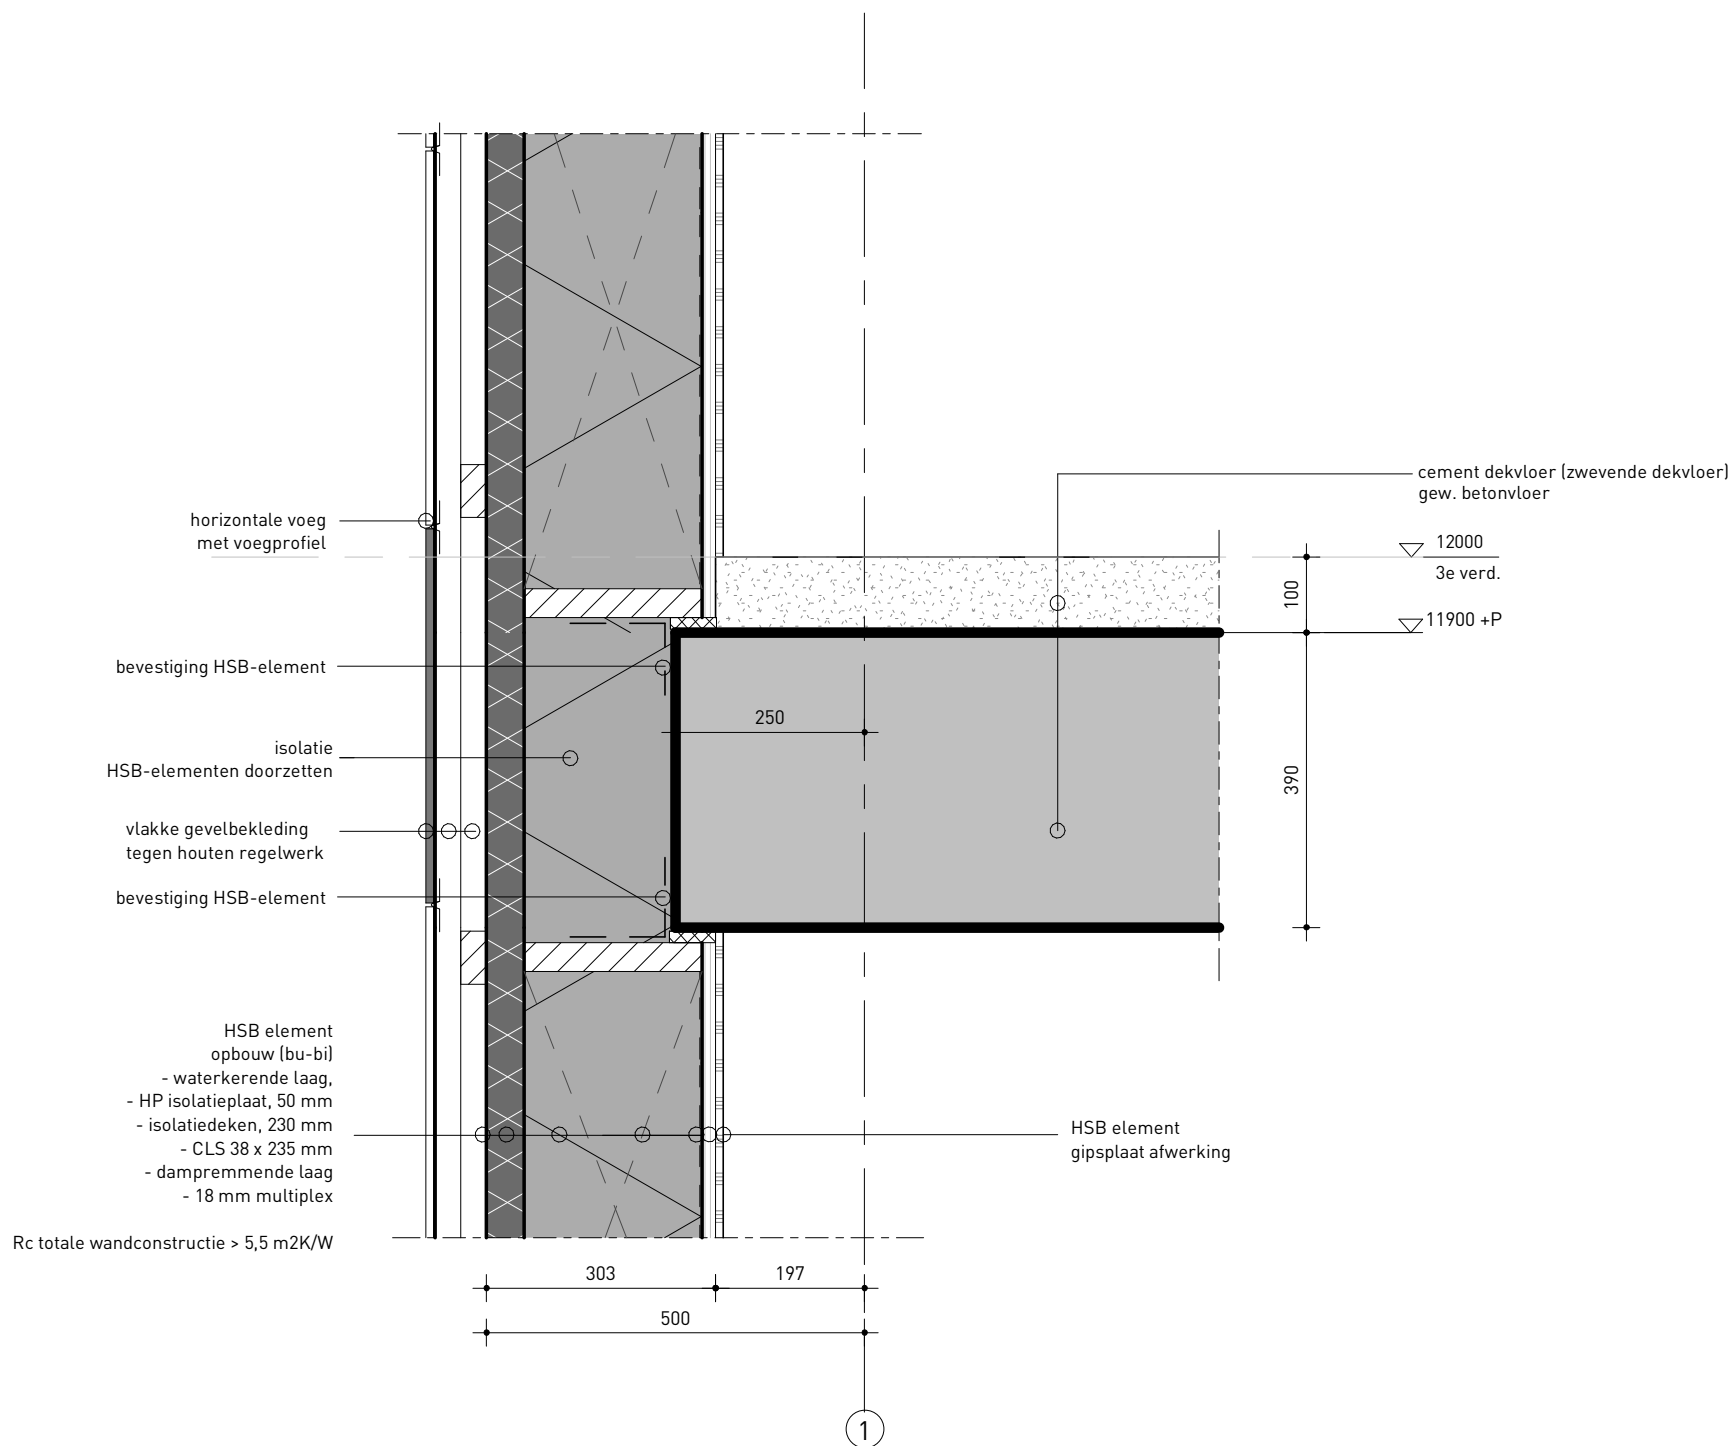 cement dekvloer (zwevende dekvloer)
gew. betonvloer
horizontale voeg
met voegprofiel
12000
3e verd.
100
11900 +P
bevestiging HSB-element
250
isolatie
HSB-elementen doorzetten
390
vlakke gevelbekleding
tegen houten regelwerk
bevestiging HSB-element
HSB element
opbouw (bu-bi)
- waterkerende laag,
- HP isolatieplaat, 50 mm
- isolatiedeken, 230 mm
- CLS 38 x 235 mm
- dampremmende laag
- 18 mm multiplex
HSB element
gipsplaat afwerking
Rc totale wandconstructie > 5,5 m2K/W
303
197
500
1